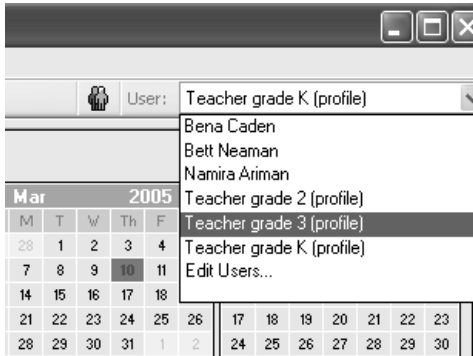 User: Teacher grade K (profile)
Bena Caden
Bett Neaman
Namira Ariman
Teacher grade 2 (profile)
Teacher grade 3 (profile)
Teacher grade K (profile)
Edit Users...
Mar 2005
M T W Th F
28 1 2 3 4
7 8 9 10 11
14 15 16 17 18
21 22 23 24 25 26 17 18 19 20 21 22 23
28 29 30 31 1 2 24 25 26 27 28 29 30